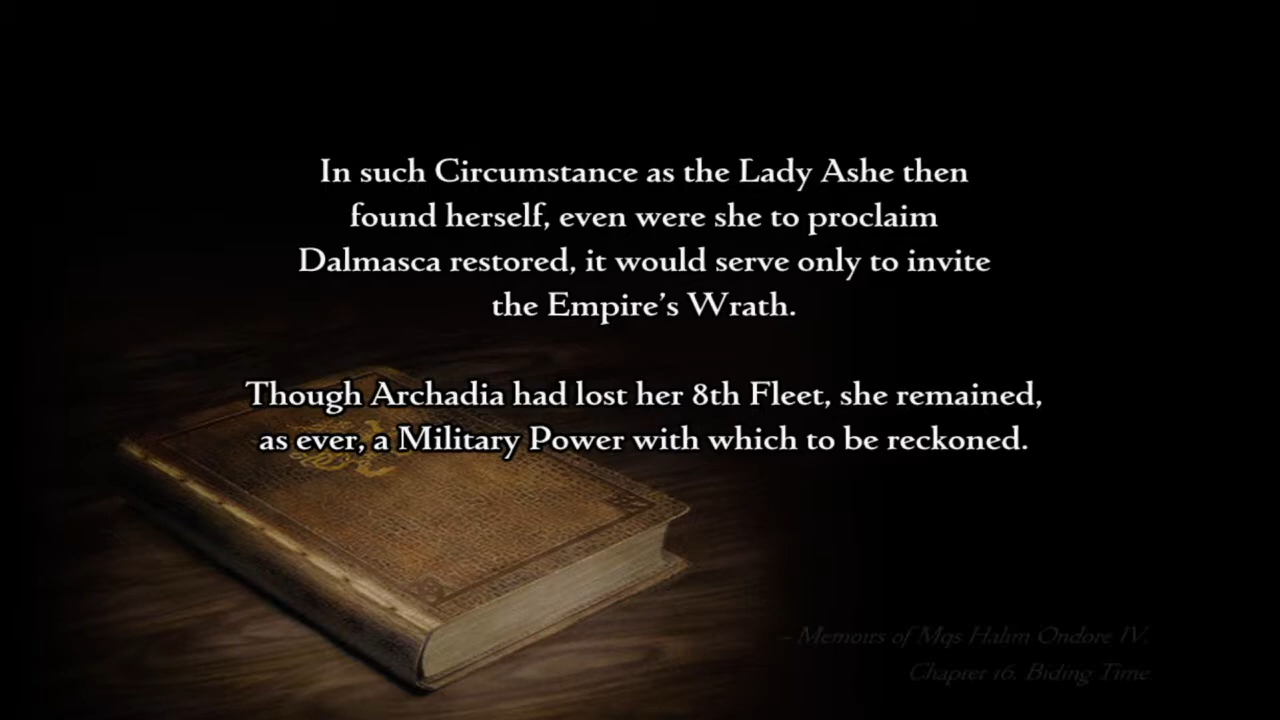 In such Circumstance as the Lady Ashe then
found herself, even were she to proclaim
Dalmasca restored, it would serve only to invite
the Empire's Wrath.
Though Archadia had lost her 8th Fleet, she remained,
as ever, a Military Power with which to be reckoned.
– Memoirs of Mqs Halim Ondore IV.
Chapter 16. Biding Time